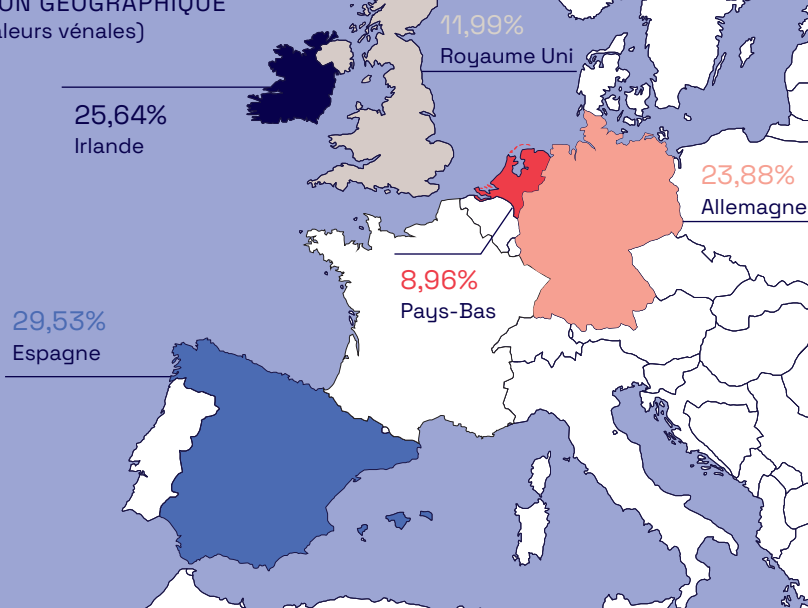 ON GÉOGRAPHIQUE
aleurs vénales)
11,99%
Royaume Uni
25,64%
Irlande
23,88%
Allemagne
8,96%
Pays-Bas
29,53%
Espagne